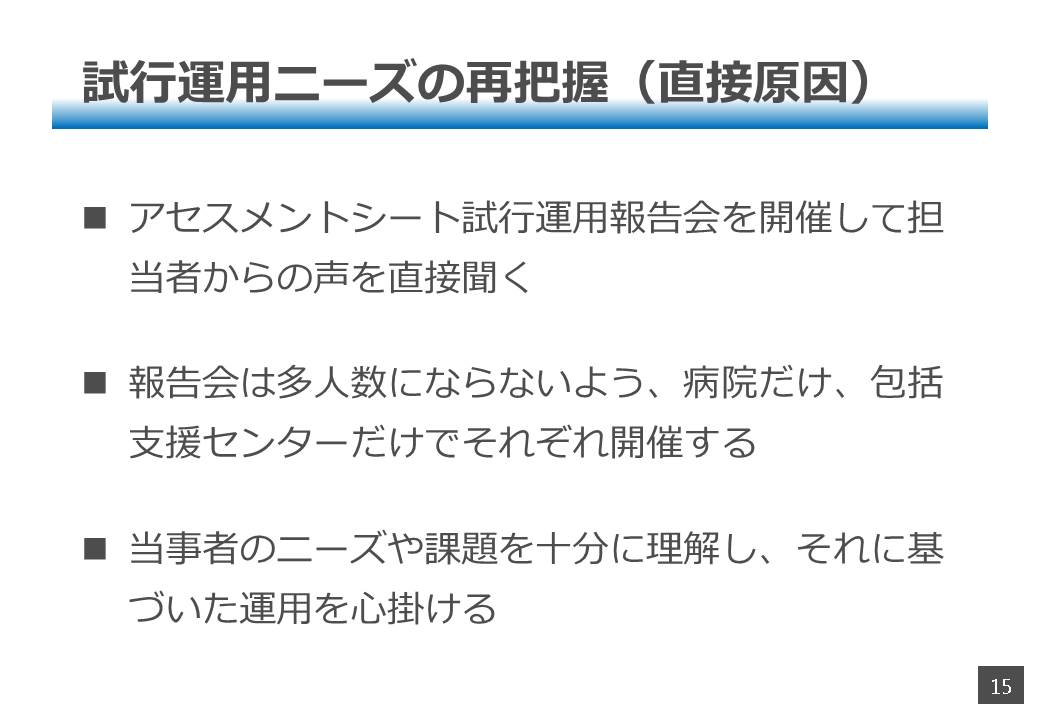 試行運用ニーズの再把握（直接原因）
■ アセスメントシート試行運用報告会を開催して担
当者からの声を直接聞く
■ 報告会は多人数にならないよう、病院だけ、包括
支援センターだけでそれぞれ開催する
■ 当事者のニーズや課題を十分に理解し、それに基
づいた運用を心掛ける
15